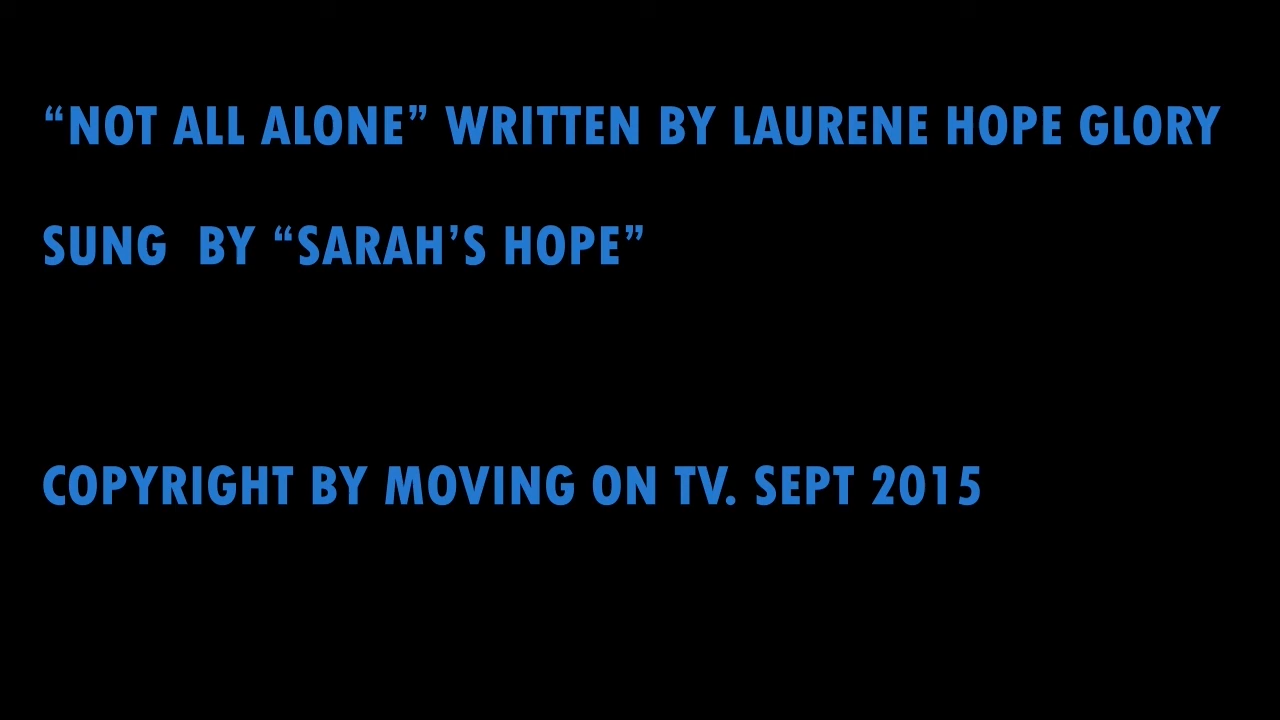 “NOT ALL ALONE” WRITTEN BY LAURENE HOPE GLORY
SUNG  BY “SARAH’S HOPE”
COPYRIGHT BY MOVING ON TV. SEPT 2015